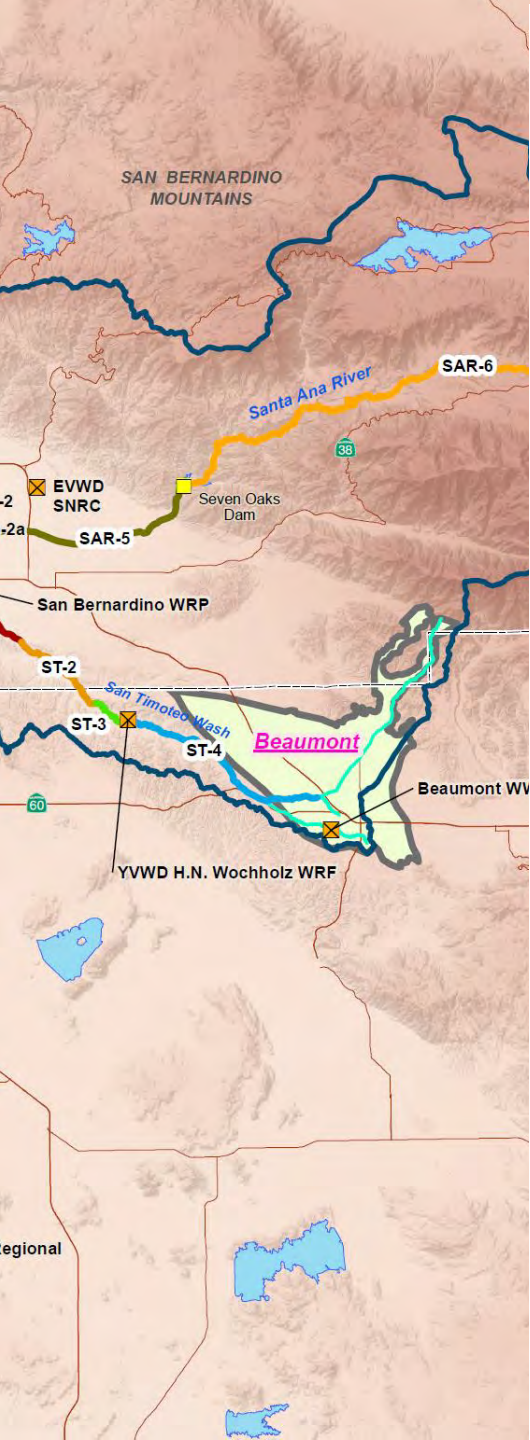 SAN BERNARDINO
MOUNTAINS
SAR-6
Santa Ana River
38
EVWD
SNRC
-2
Seven Oaks
Dam
-2a
SAR-5
San Bernardino WRP
ST-2
San Timoteo Wash
ST-3
Beaumont
ST-4
Beaumont WW
60
YVWD H.N. Wochholz WRF
egional